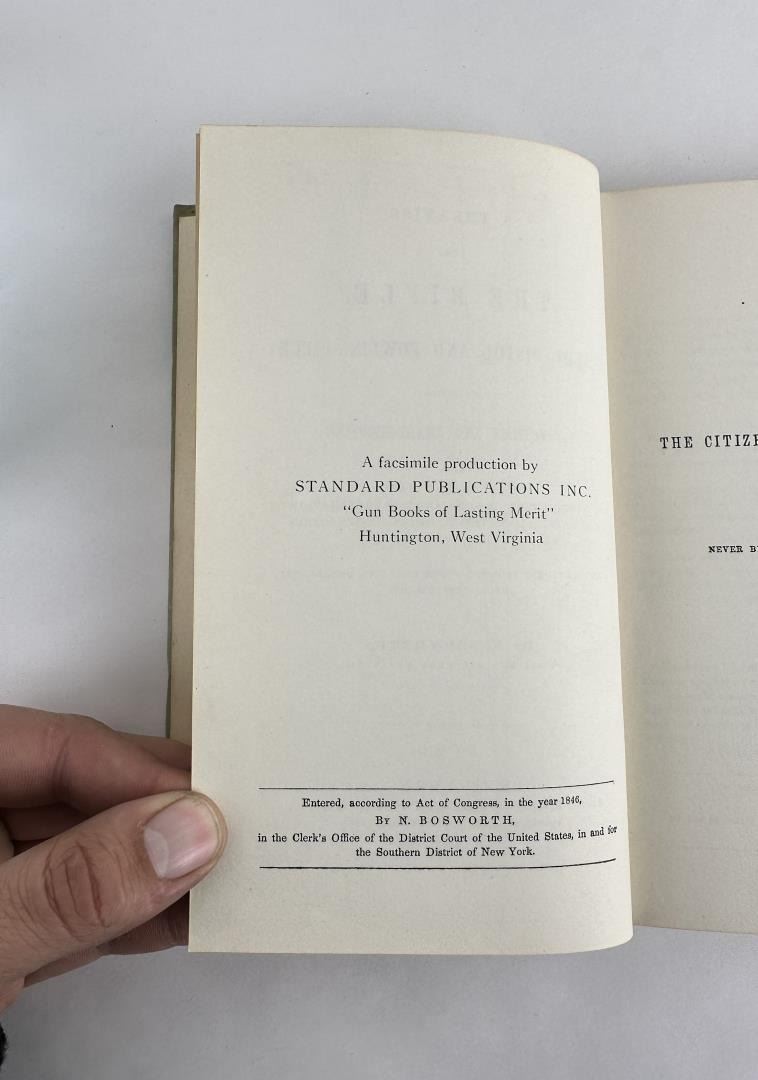 A facsimile production by
STANDARD PUBLICATIONS INC.
"Gun Books of Lasting Merit"
Huntington, West Virginia
Entered, according to Act of Congress, in the year 1846,
BY N. BOSWORTH,
in the Clerk's Office of the District Court of the United States, in and for
the Southern District of New York.
THE CITIZE
NEVER B